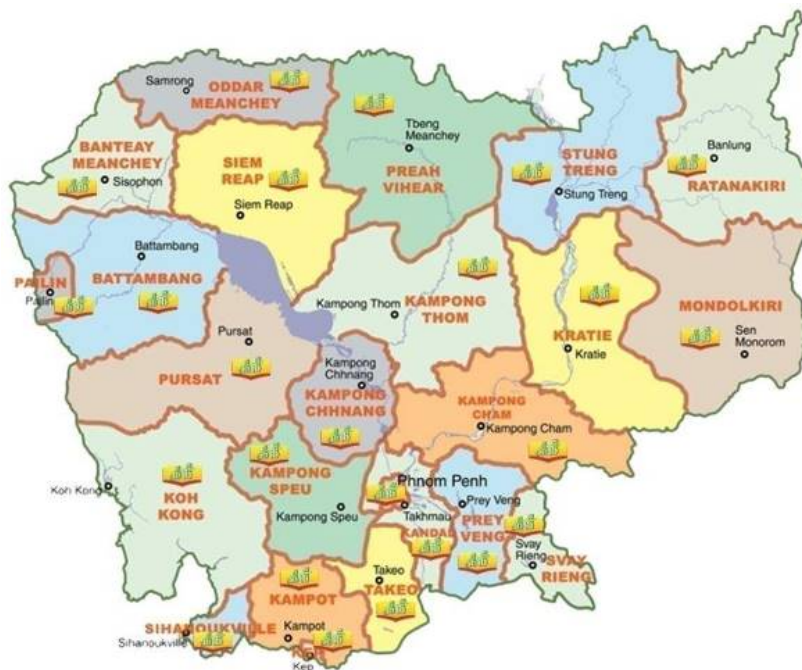 Samrong
ODDAR
MEANCHEY
Tbeng
Meanchey
BANTEAY
MEANCHEY
Sisophon
SIEM
REAP
Siem Reap
PREAH
VIHEAR
STUNG
TRENG
Stung Treng
Banlung
RATANAKIRI
Battambang
BATTAMBANG
PAILIN
Pailin
Kampong Thom
KAMPONG
THOM
KRATIE
Kratie
MONDOLKIRI
Sen
Monorom
Pursat
PURSAT
Kampong
Chhnang
KAMPONG
CHHNANG
KAMPONG
CHAM
Kampong Cham
Koh Kong
KOH
KONG
KAMPONG
SPEU
Kampong Speu
Phnom Penh
Takhmau
KANDAL
Prey Veng
PREY
VENG
Svay
Rieng
SVAY
RIENG
Takeo
TAKEO
KAMPOT
Kampot
SIHANOUKVILLE
Sihanoukville
KEP
Kep